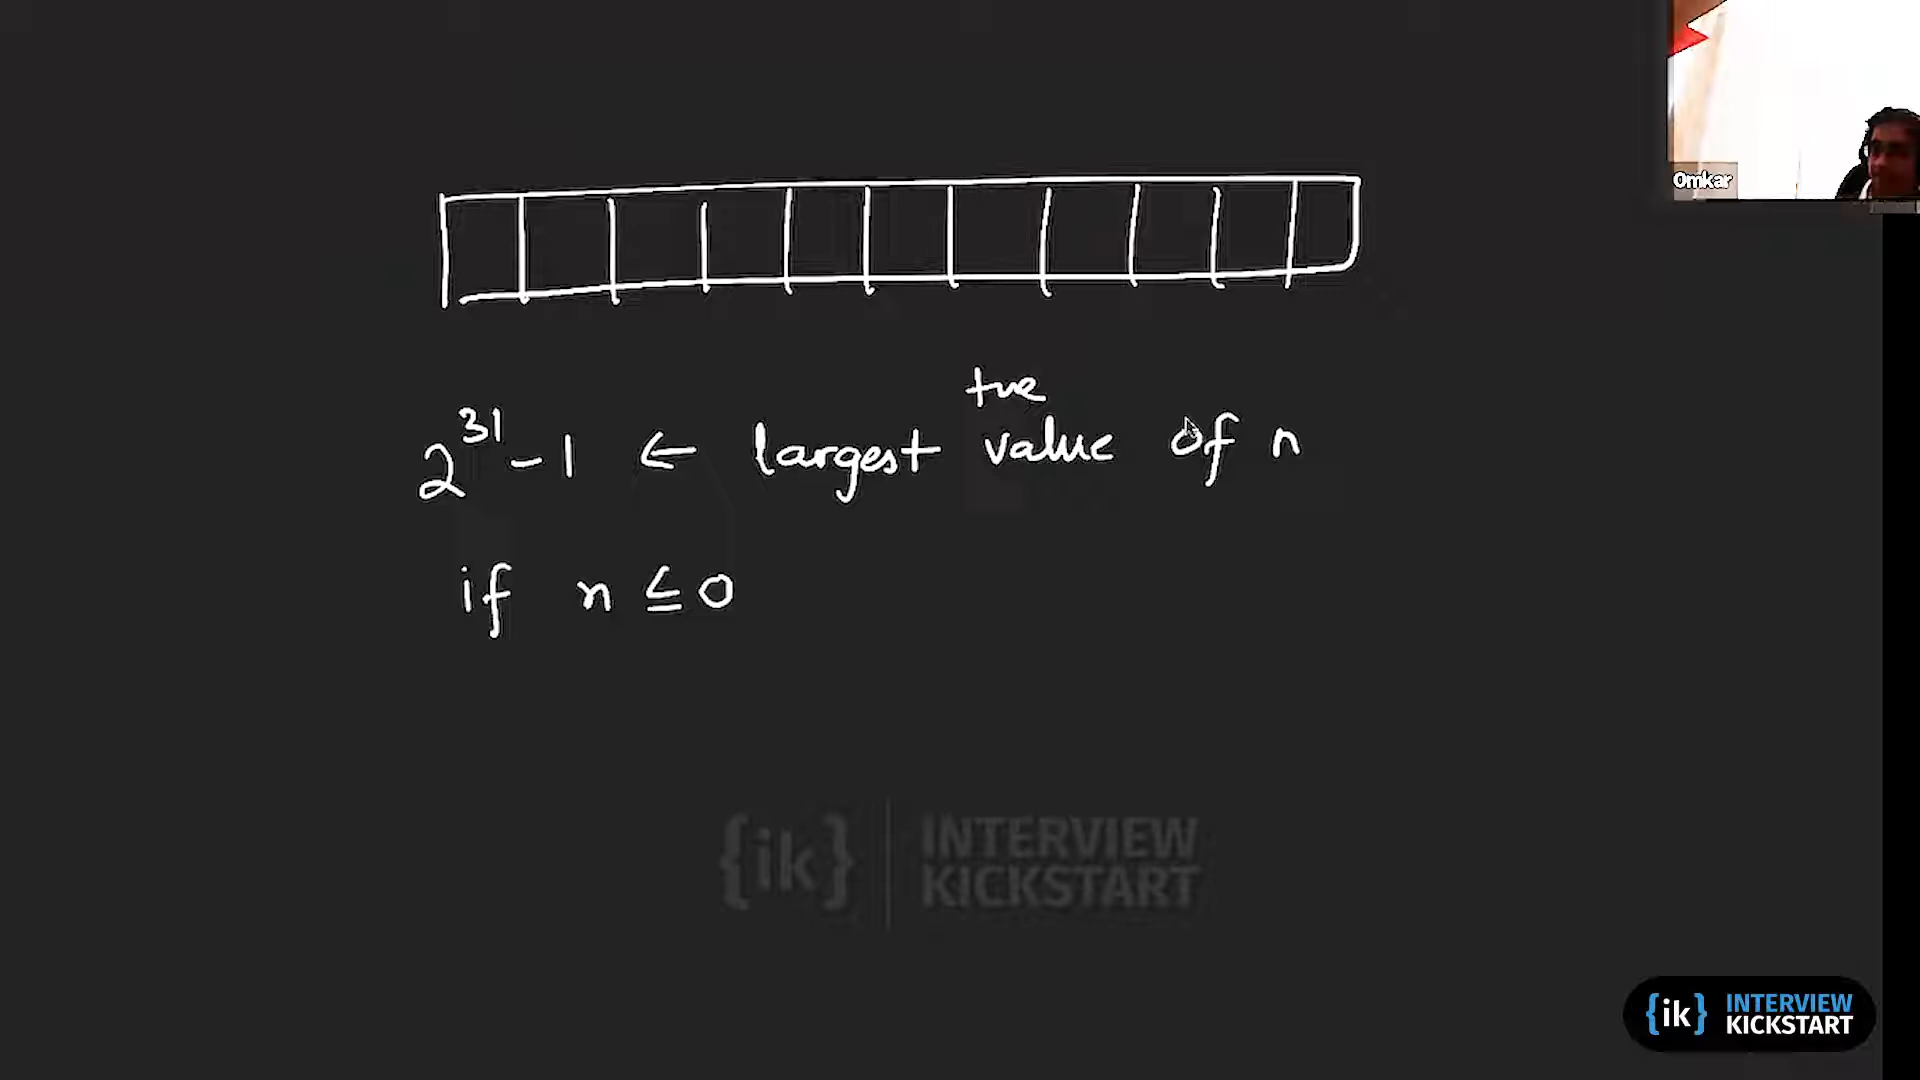 Omkar
+ve
2^31 - 1 ← largest value of n
if n ≤ 0
{ik} INTERVIEW
KICKSTART
{ik} INTERVIEW
KICKSTART